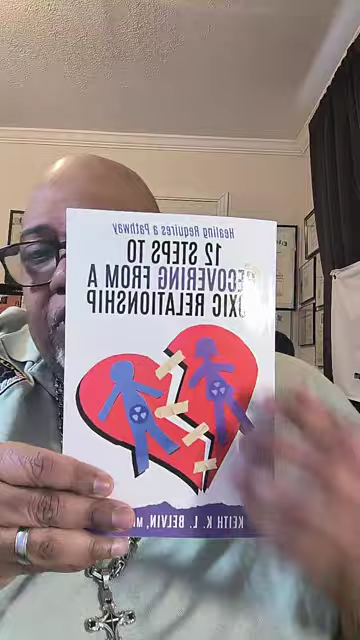 Healing Requires a Pathway
12 STEPS TO
RECOVERING FROM A
TOXIC RELATIONSHIP
KEITH K. L. BELVIN,